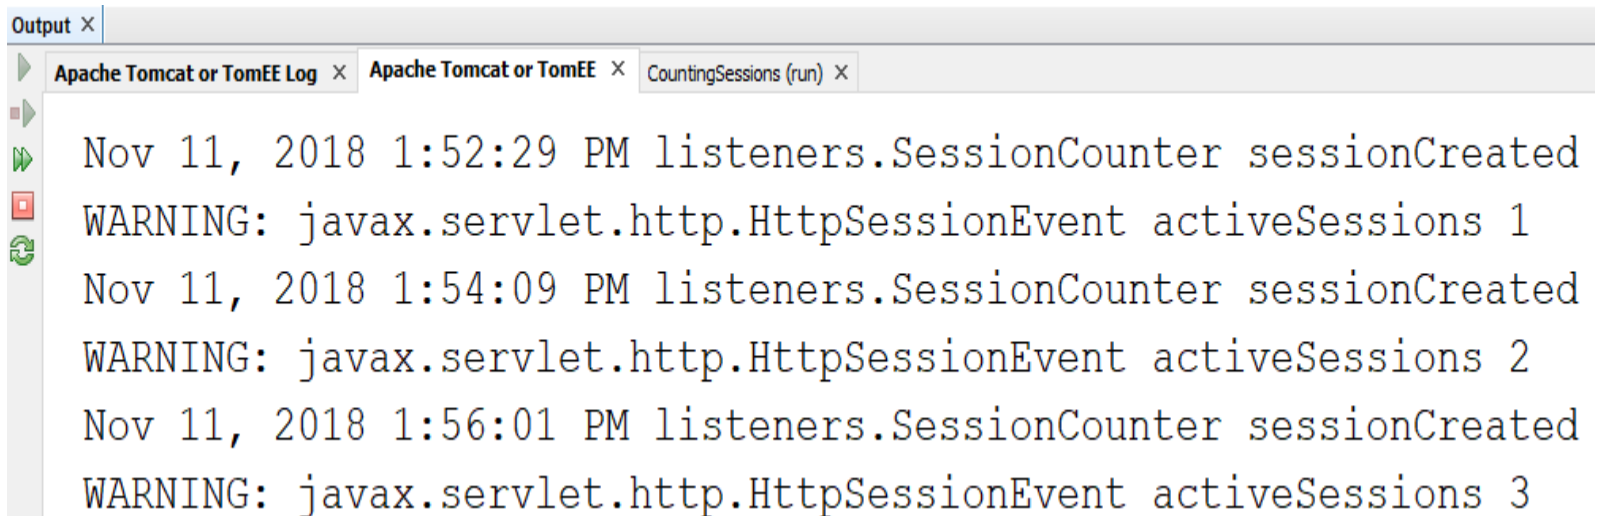 Output
Apache Tomcat or TomEE Log Apache Tomcat or TomEE CountingSessions (run)
Nov 11, 2018 1:52:29 PM listeners.SessionCounter sessionCreated
WARNING: javax.servlet.http.HttpSessionEvent activeSessions 1
Nov 11, 2018 1:54:09 PM listeners.SessionCounter sessionCreated
WARNING: javax.servlet.http.HttpSessionEvent activeSessions 2
Nov 11, 2018 1:56:01 PM listeners.SessionCounter sessionCreated
WARNING: javax.servlet.http.HttpSessionEvent activeSessions 3